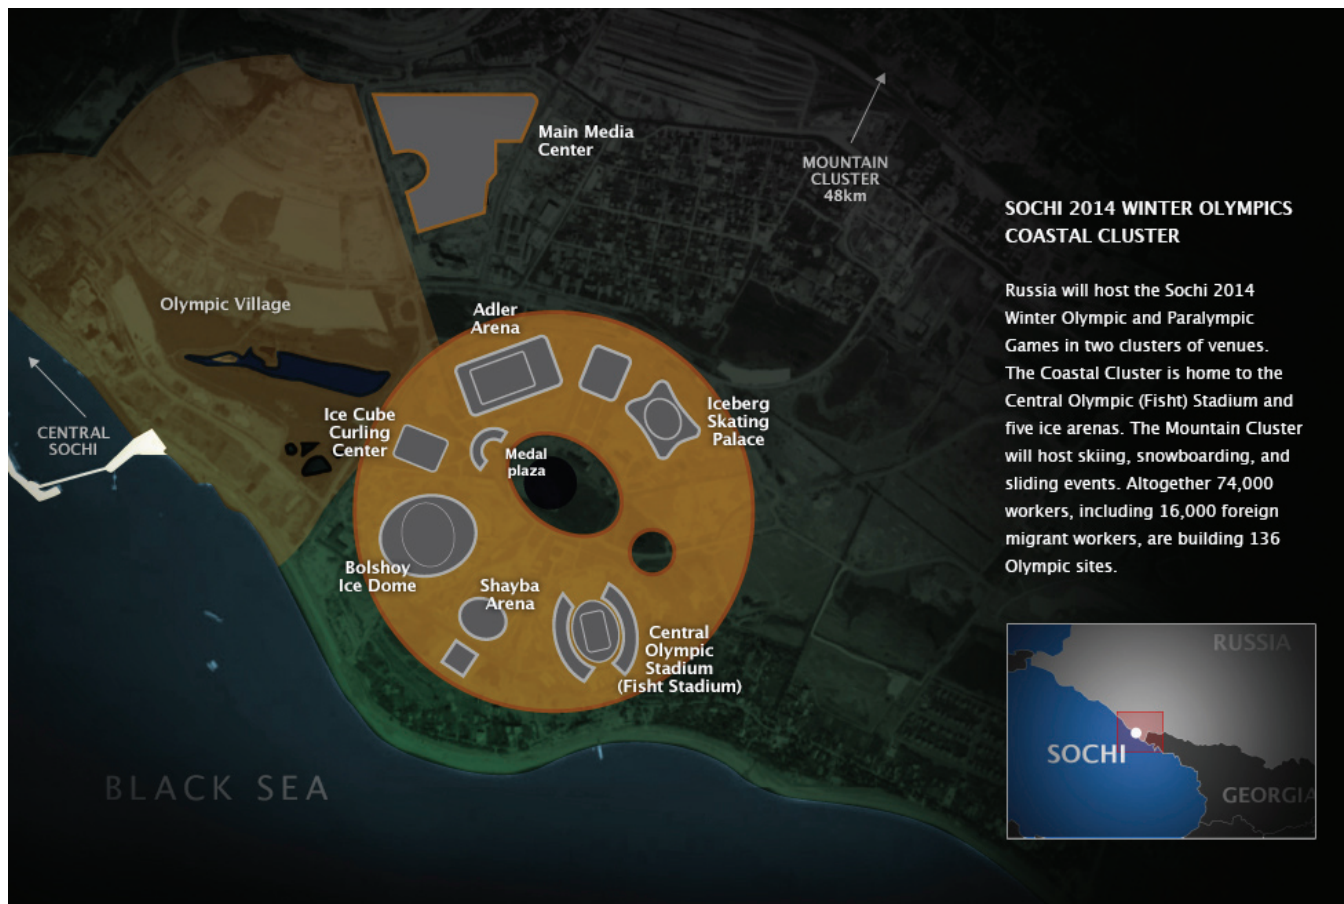 Main Media
Center
MOUNTAIN
CLUSTER
48km
SOCHI 2014 WINTER OLYMPICS
COASTAL CLUSTER
Russia will host the Sochi 2014
Winter Olympic and Paralympic
Games in two clusters of venues.
The Coastal Cluster is home to the
Central Olympic (Fisht) Stadium and
five ice arenas. The Mountain Cluster
will host skiing, snowboarding, and
sliding events. Altogether 74,000
workers, including 16,000 foreign
migrant workers, are building 136
Olympic sites.
Olympic Village
Adler
Arena
Ice Cube
Curling
Center
Iceberg
Skating
Palace
CENTRAL
SOCHI
Medal
plaza
Bolshoy
Ice Dome
Shayba
Arena
Central
Olympic
Stadium
(Fisht Stadium)
BLACK SEA
RUSSIA
SOCHI
GEORGIA